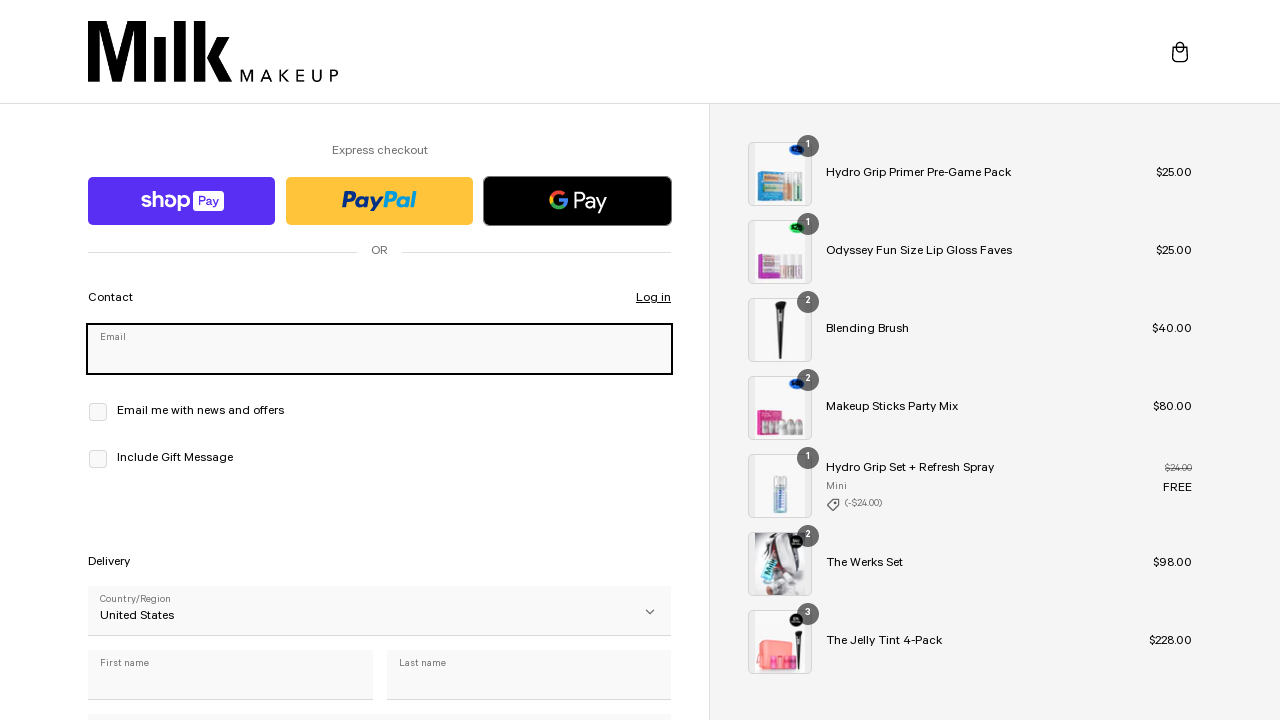 Milk MAKEUP
Express checkout
shop Pay
PayPal
G Pay
OR
Contact
Log in
Email
Email me with news and offers
Include Gift Message
Delivery
Country/Region
United States
First name
Last name
1
Hydro Grip Primer Pre-Game Pack
$25.00
1
Odyssey Fun Size Lip Gloss Faves
$25.00
2
Blending Brush
$40.00
2
Makeup Sticks Party Mix
$80.00
1
Hydro Grip Set + Refresh Spray
$24.00
Mini
FREE
(-$24.00)
2
The Werks Set
$98.00
3
The Jelly Tint 4-Pack
$228.00